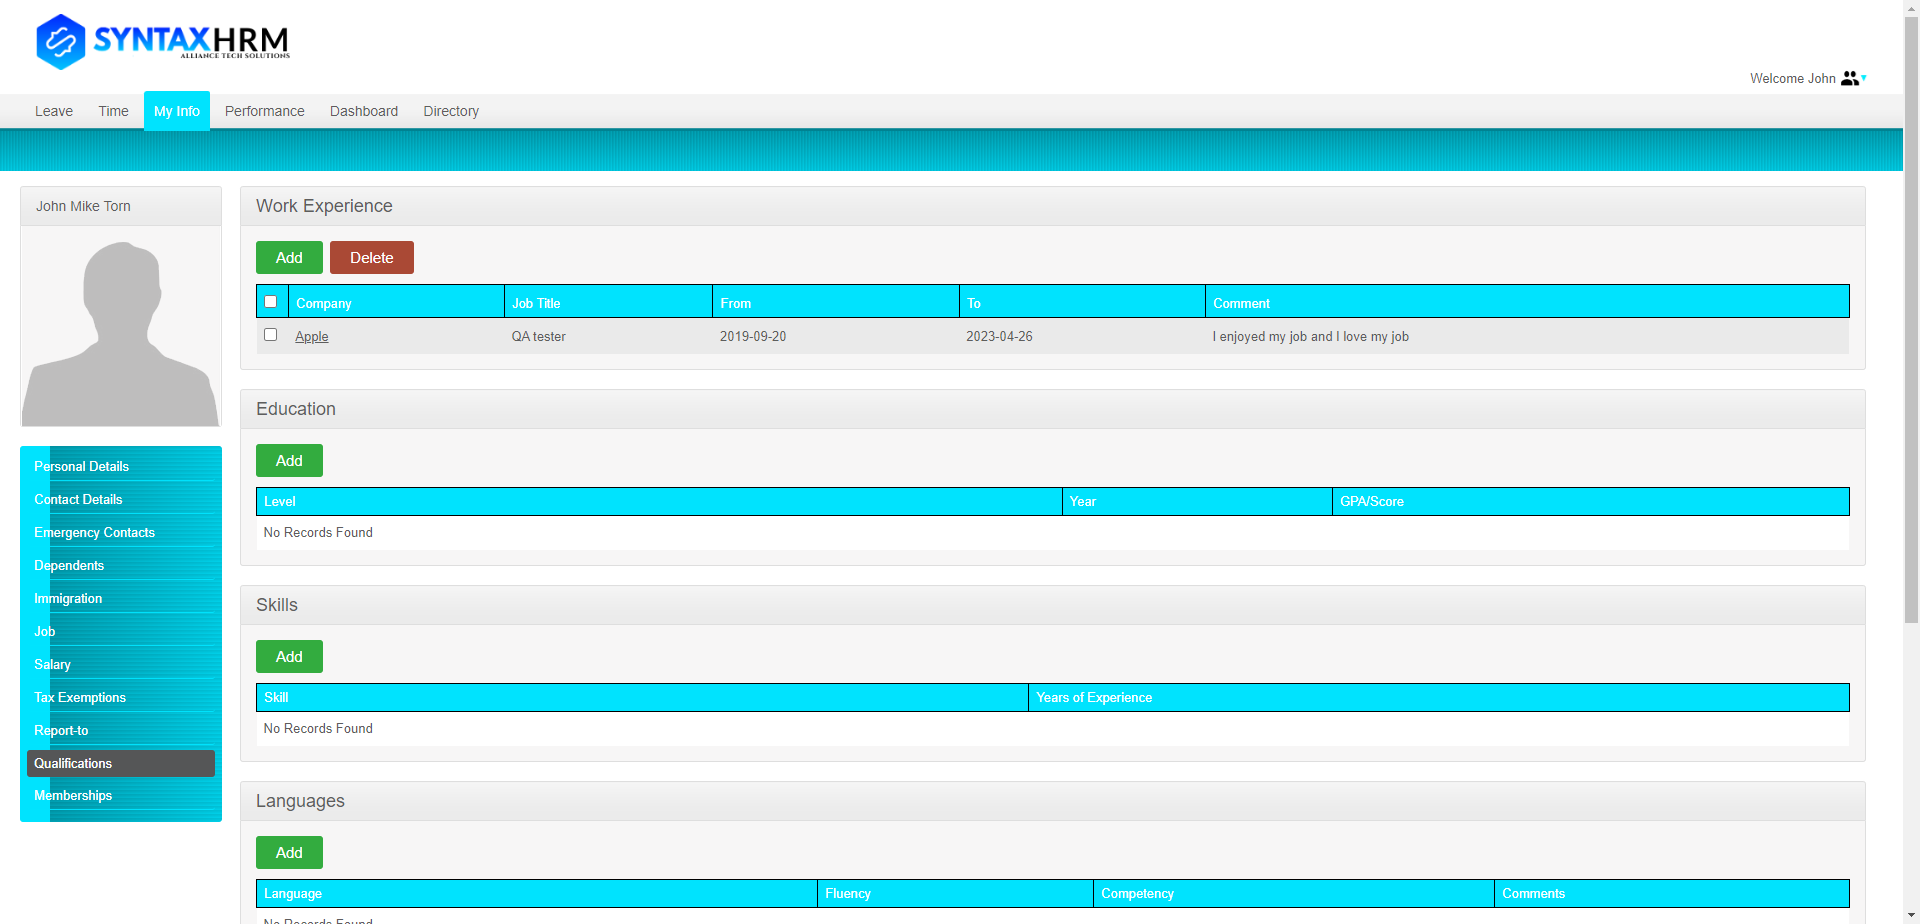 SYNTAXHRM
ALLIANCE TECH SOLUTIONS
Welcome John
Leave Time My Info Performance Dashboard Directory
John Mike Torn
Personal Details
Contact Details
Emergency Contacts
Dependents
Immigration
Job
Salary
Tax Exemptions
Report-to
Qualifications
Memberships
Work Experience
Add Delete
Company Job Title From To Comment
Apple QA tester 2019-09-20 2023-04-26 I enjoyed my job and I love my job
Education
Add
Level Year GPA/Score
No Records Found
Skills
Add
Skill Years of Experience
No Records Found
Languages
Add
Language Fluency Competency Comments
No Records Found